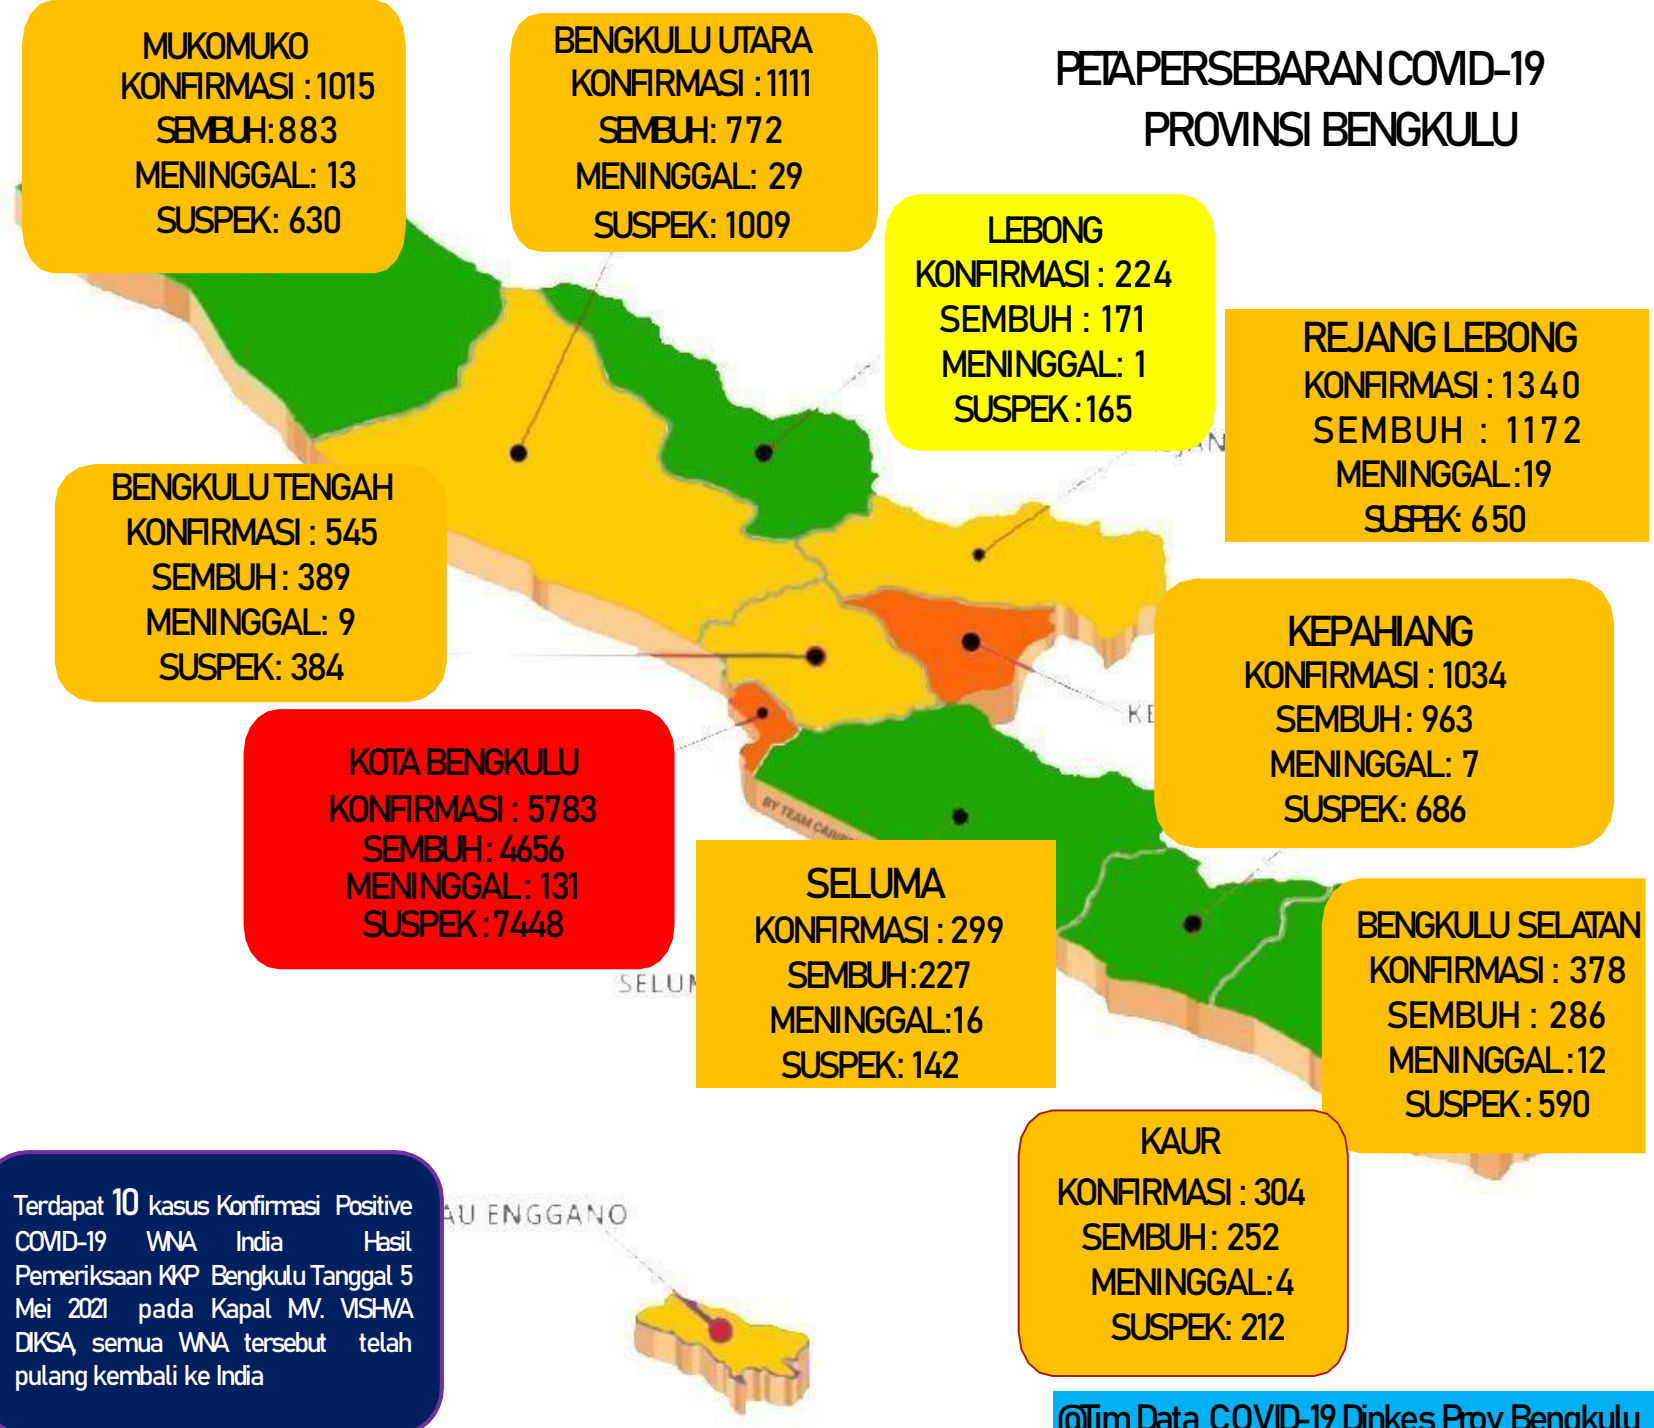 PETA PERSEBARAN COVID-19
PROVINSI BENGKULU
MUKOMUKO
KONFIRMASI : 1015
SEMBUH: 883
MENINGGAL: 13
SUSPEK: 630
BENGKULU UTARA
KONFIRMASI : 1111
SEMBUH: 772
MENINGGAL: 29
SUSPEK: 1009
LEBONG
KONFIRMASI : 224
SEMBUH : 171
MENINGGAL: 1
SUSPEK :165
REJANG LEBONG
KONFIRMASI : 1340
SEMBUH : 1172
MENINGGAL :19
SUSPEK: 650
BENGKULU TENGAH
KONFIRMASI : 545
SEMBUH : 389
MENINGGAL: 9
SUSPEK: 384
KEPAHIANG
KONFIRMASI : 1034
SEMBUH : 963
MENINGGAL: 7
SUSPEK: 686
KOTA BENGKULU
KONFIRMASI : 5783
SEMBUH : 4656
MENINGGAL : 131
SUSPEK : 7448
BY TEAM
SELUMA
KONFIRMASI : 299
SEMBUH:227
MENINGGAL:16
SUSPEK: 142
BENGKULU SELATAN
KONFIRMASI : 378
SEMBUH : 286
MENINGGAL :12
SUSPEK : 590
KAUR
KONFIRMASI : 304
SEMBUH : 252
MENINGGAL: 4
SUSPEK: 212
AU ENGGANO
Terdapat 10 kasus Konfirmasi Positive
COVID-19 WNA India Hasil
Pemeriksaan KKP Bengkulu Tanggal 5
Mei 2021 pada Kapal MV. VISHVA
DIKSA, semua WNA tersebut telah
pulang kembali ke India
@Tim Data COVID-19 Dinkes Prov Bengkulu